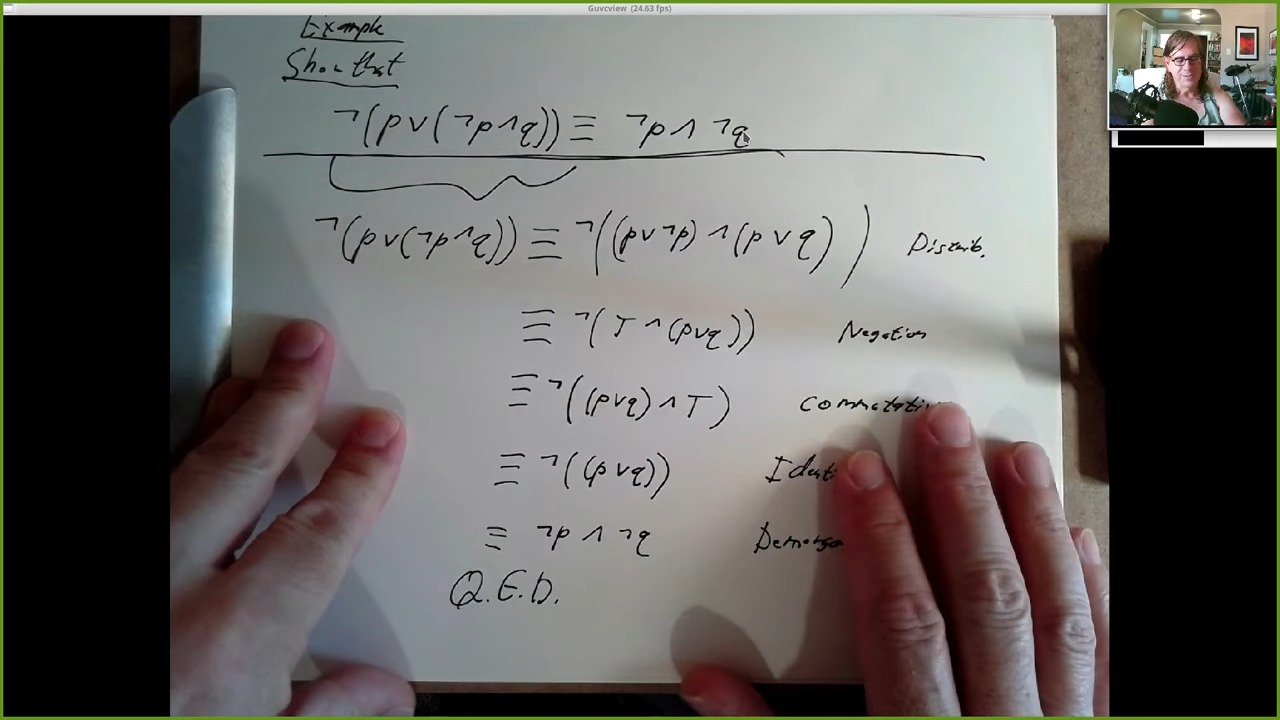 Guvcview (24.63 fps)
Example
Show that
¬(p∨(¬p∧q)) ≡ ¬p∧¬q
¬(p∨(¬p∧q)) ≡ ¬((p∨¬p)∧(p∨q)) Distrib.
≡ ¬(T∧(p∨q)) Negation
≡ ¬((p∨q)∧T)
≡ ¬((p∨q))
≡ ¬p∧¬q
Q.E.D.